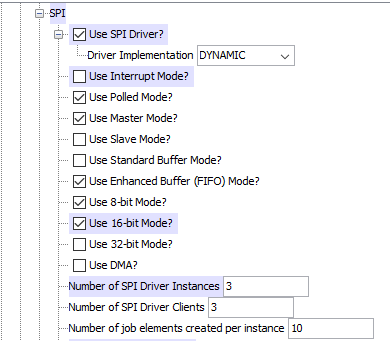 SPI
Use SPI Driver?
Driver Implementation DYNAMIC
Use Interrupt Mode?
Use Polled Mode?
Use Master Mode?
Use Slave Mode?
Use Standard Buffer Mode?
Use Enhanced Buffer (FIFO) Mode?
Use 8-bit Mode?
Use 16-bit Mode?
Use 32-bit Mode?
Use DMA?
Number of SPI Driver Instances 3
Number of SPI Driver Clients 3
Number of job elements created per instance 10